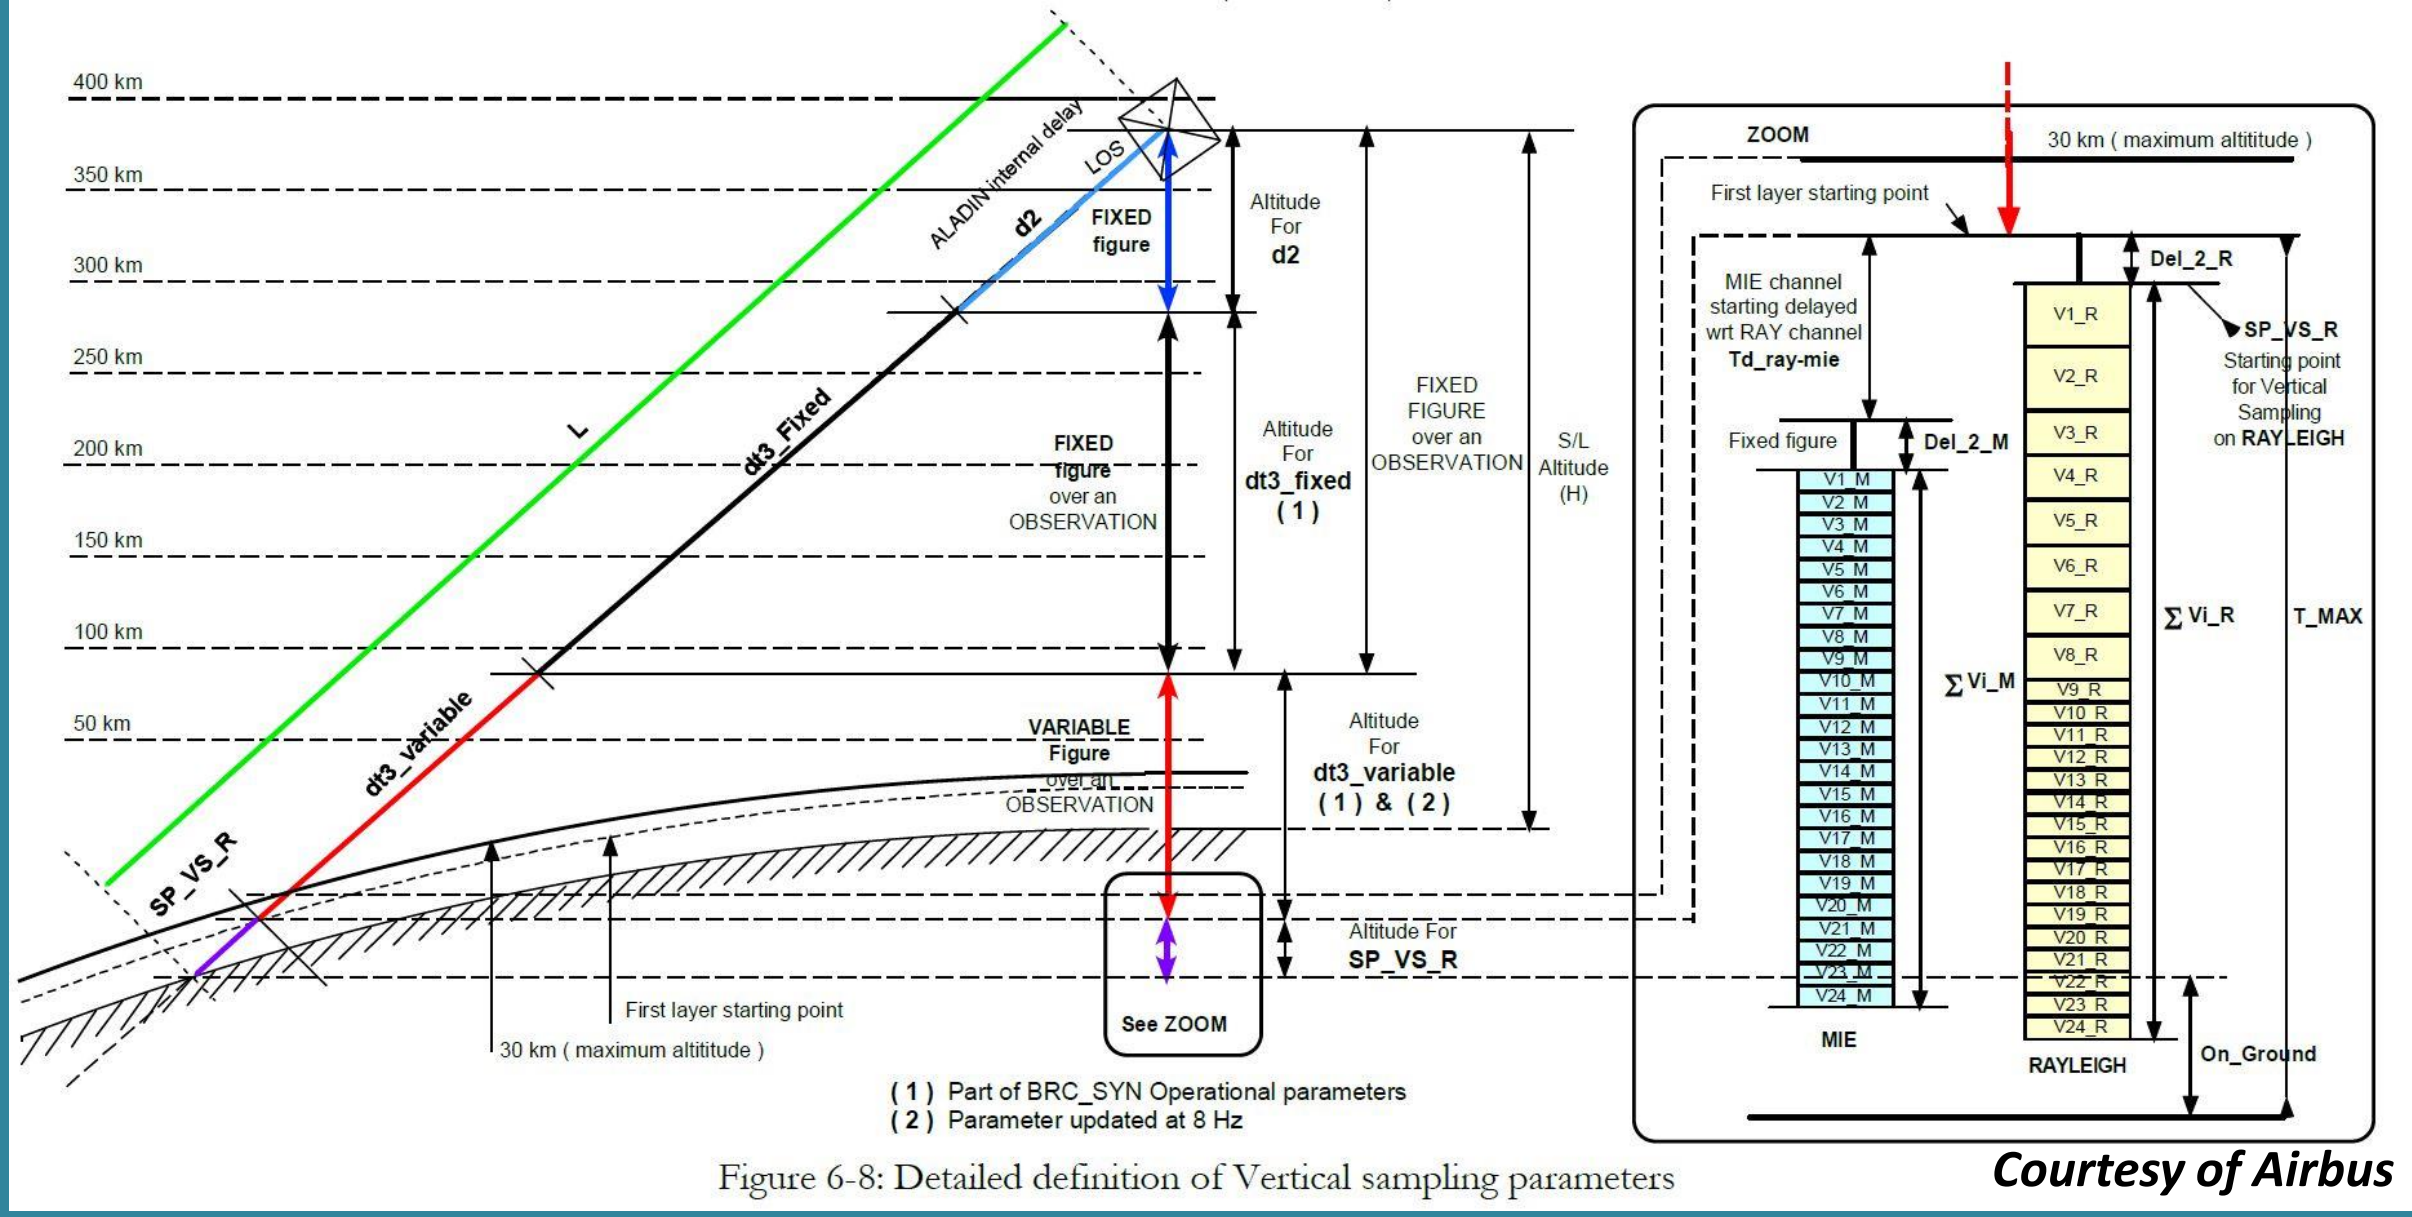 400 km
350 km
300 km
250 km
200 km
150 km
100 km
50 km
L
ALADIN internal delay
LOS
d2
dt3_Fixed
dt3_variable
SP_VS_R
FIXED
figure
FIXED
figure
over an
OBSERVATION
VARIABLE
Figure
over an
OBSERVATION
Altitude
For
d2
Altitude
For
dt3_fixed
( 1 )
FIXED
FIGURE
over an
OBSERVATION
S/L
Altitude
(H)
Altitude
For
dt3_variable
( 1 ) & ( 2 )
Altitude For
SP_VS_R
First layer starting point
30 km ( maximum altititude )
See ZOOM
( 1 ) Part of BRC_SYN Operational parameters
( 2 ) Parameter updated at 8 Hz
ZOOM
30 km ( maximum altititude )
First layer starting point
MIE channel
starting delayed
wrt RAY channel
Td_ray-mie
Fixed figure
Del_2_M
Del_2_R
SP_VS_R
Starting point
for Vertical
Sampling
on RAYLEIGH
V1_M
V2_M
V3_M
V4_M
V5_M
V6_M
V7_M
V8_M
V9_M
V10_M
V11_M
V12_M
V13_M
V14_M
V15_M
V16_M
V17_M
V18_M
V19_M
V20_M
V21_M
V22_M
V23_M
V24_M
MIE
Σ Vi_M
V1_R
V2_R
V3_R
V4_R
V5_R
V6_R
V7_R
V8_R
V9_R
V10_R
V11_R
V12_R
V13_R
V14_R
V15_R
V16_R
V17_R
V18_R
V19_R
V20_R
V21_R
V22_R
V23_R
V24_R
RAYLEIGH
Σ Vi_R
T_MAX
On_Ground
Figure 6-8: Detailed definition of Vertical sampling parameters
Courtesy of Airbus